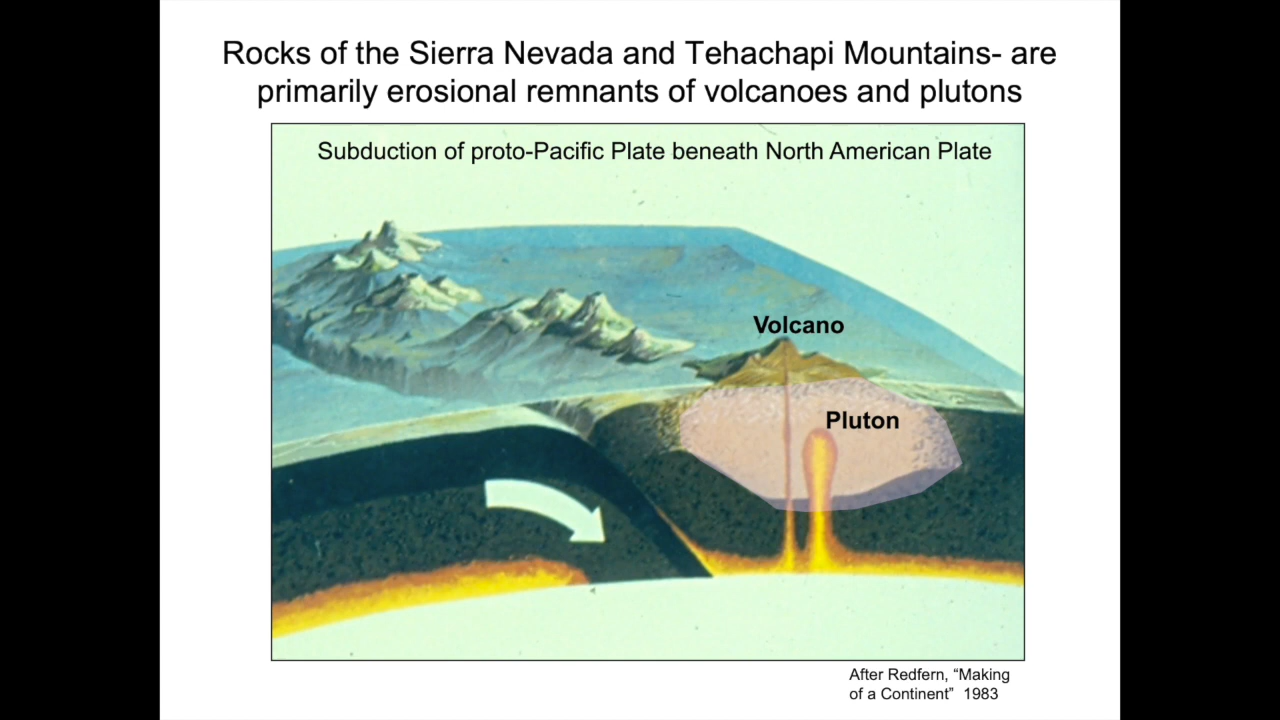 Rocks of the Sierra Nevada and Tehachapi Mountains- are
primarily erosional remnants of volcanoes and plutons
Subduction of proto-Pacific Plate beneath North American Plate
Volcano
Pluton
After Redfern, “Making
of a Continent”  1983